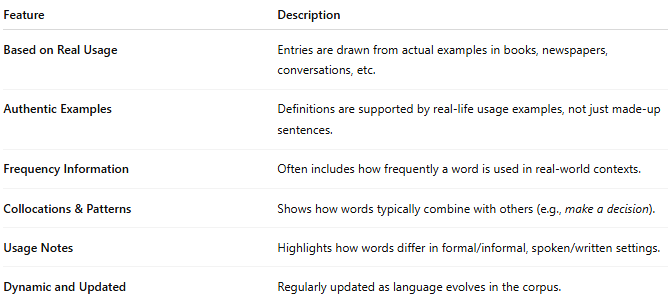 Feature Description
Based on Real Usage Entries are drawn from actual examples in books, newspapers,
conversations, etc.
Authentic Examples Definitions are supported by real-life usage examples, not just made-up
sentences.
Frequency Information Often includes how frequently a word is used in real-world contexts.
Collocations & Patterns Shows how words typically combine with others (e.g., make a decision).
Usage Notes Highlights how words differ in formal/informal, spoken/written settings.
Dynamic and Updated Regularly updated as language evolves in the corpus.